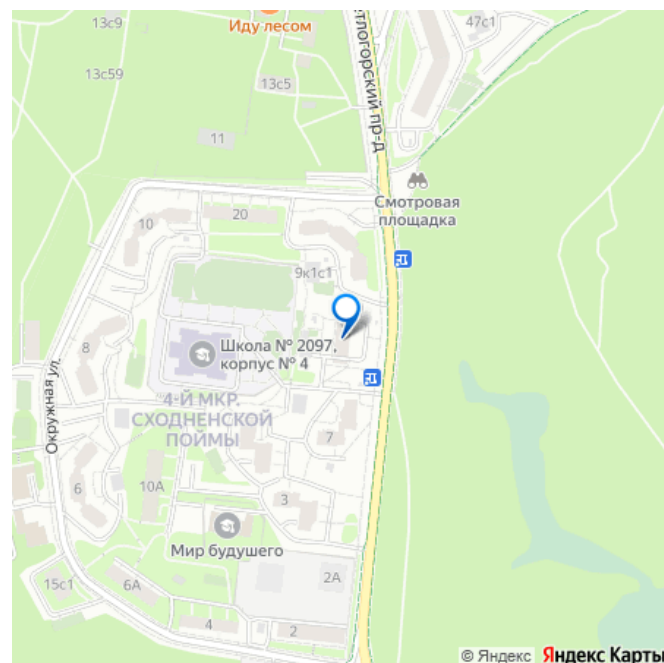 13с9
Иду лесом
47с1
13с59
13с5
тлогорский пр-д
11
Смотровая
площадка
10
20
9к1с1
8
Школа № 2097,
корпус № 4
Окружная ул.
4-Й МКР.
СХОДНЕНСКОЙ
ПОЙМЫ
7
6
10А
3
Мир будущего
15с1
6А
2А
4
2
© Яндекс Яндекс Карты